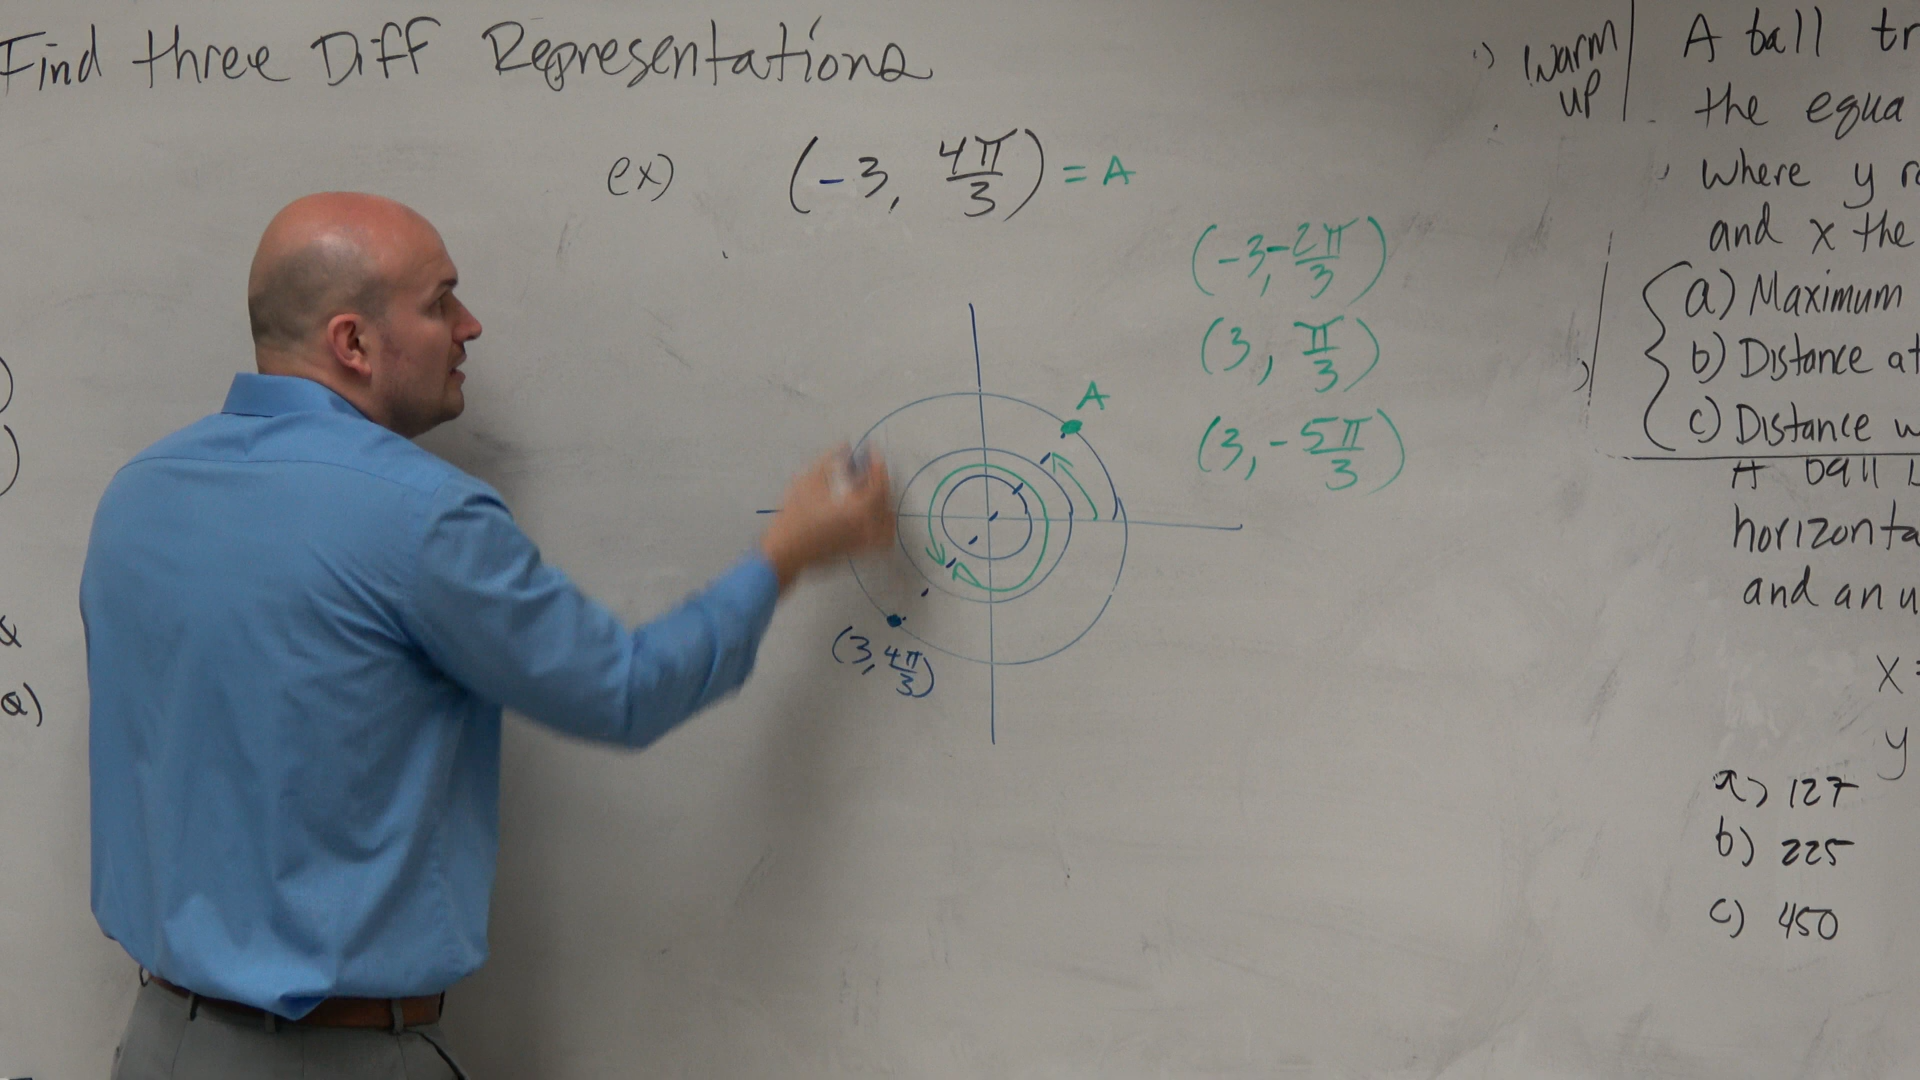 Find three Diff Representations
ex) (-3, 4π/3) = A
(-3, -2π/3)
(3, π/3)
(3, -5π/3)
A
(3, 4π/3)
1) Warm
up
A ball
the equa
where y
and x the
a) Maximum
b) Distance at
c) Distance
A ball
horizonta
and an
x =
y
a) 127
b) 225
c) 450
)
)
a)